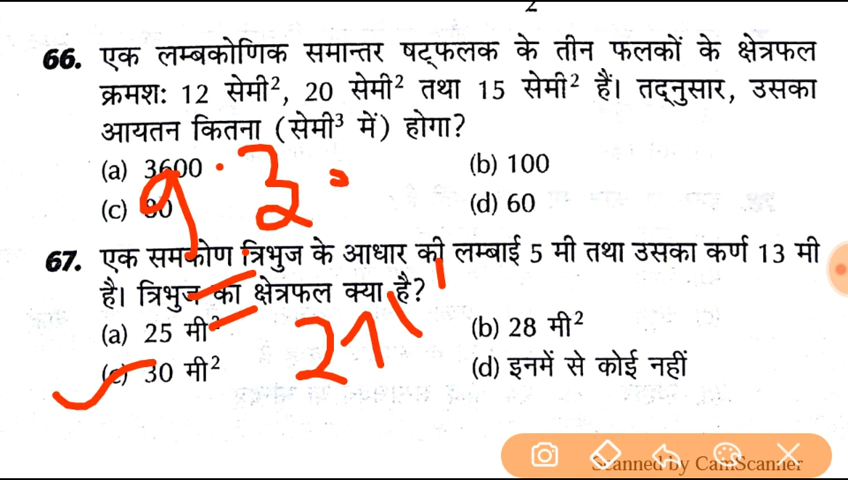 66. एक लम्बकोणिक समान्तर षट्फलक के तीन फलकों के क्षेत्रफल
क्रमशः 12 सेमी², 20 सेमी² तथा 15 सेमी² हैं। तद्नुसार, उसका
आयतन कितना (सेमी³ में) होगा?
(a) 3600 (b) 100
(c) 80 (d) 60
67. एक समकोण त्रिभुज के आधार की लम्बाई 5 मी तथा उसका कर्ण 13 मी
है। त्रिभुज का क्षेत्रफल क्या है?
(a) 25 मी² (b) 28 मी²
(c) 30 मी² (d) इनमें से कोई नहीं
Scanned by CamScanner